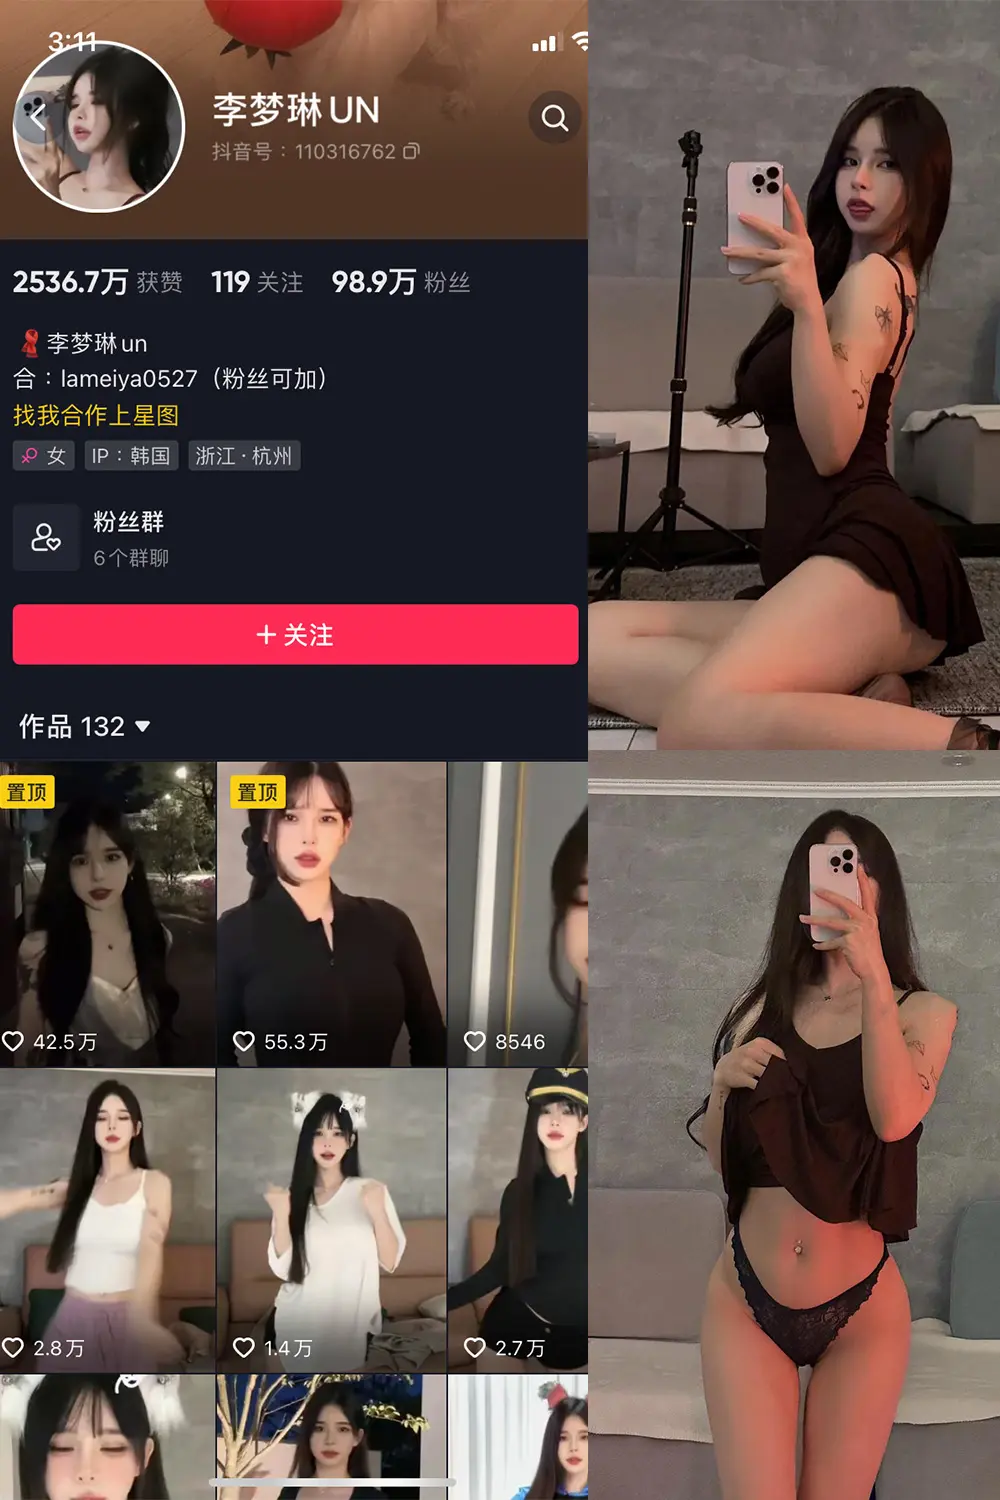 3:11
李梦琳UN
抖音号：110316762
2536.7万 获赞 119 关注 98.9万 粉丝
李梦琳un
合：lameiya0527（粉丝可加）
找我合作上星图
女 IP：韩国 浙江·杭州
粉丝群
6个群聊
+ 关注
作品 132
置顶 置顶
42.5万 55.3万 8546
2.8万 1.4万 2.7万